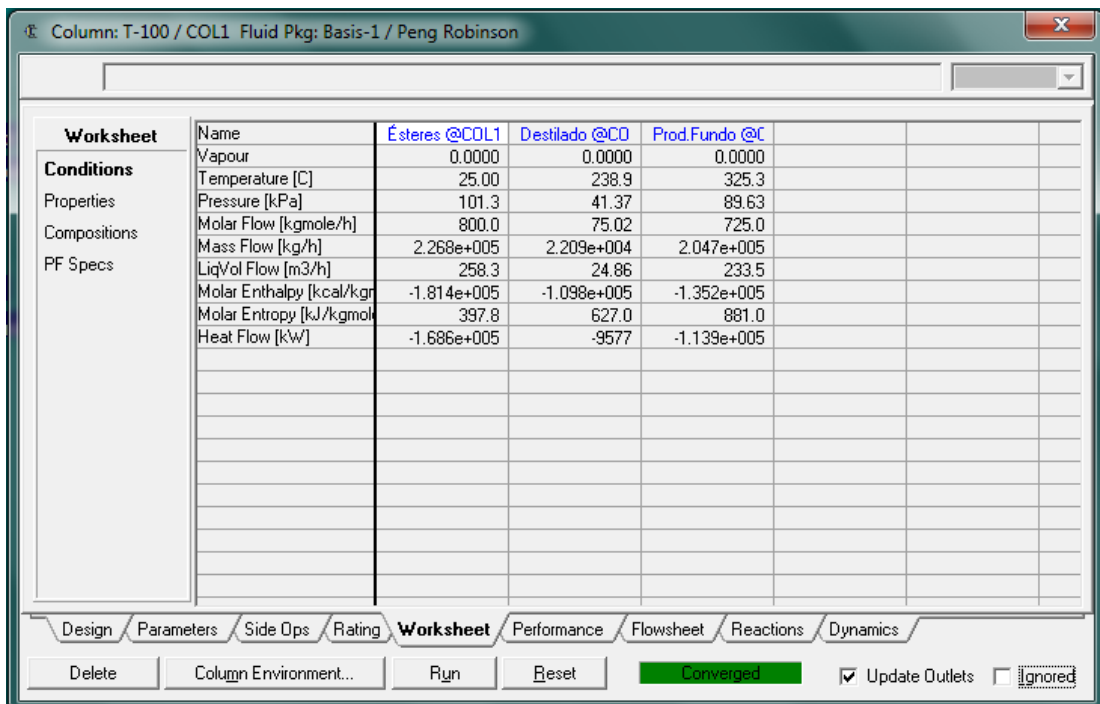 Column: T-100 / COL1 Fluid Pkg: Basis-1 / Peng Robinson
Worksheet
Conditions
Properties
Compositions
PF Specs
Name Ésteres @COL1 Destilado @CO Prod.Fundo @C
Vapour 0.0000 0.0000 0.0000
Temperature [C] 25.00 238.9 325.3
Pressure [kPa] 101.3 41.37 89.63
Molar Flow [kgmole/h] 800.0 75.02 725.0
Mass Flow [kg/h] 2.268e+005 2.209e+004 2.047e+005
LiqVol Flow [m3/h] 258.3 24.86 233.5
Molar Enthalpy [kcal/kgm -1.814e+005 -1.098e+005 -1.352e+005
Molar Entropy [kJ/kgmole 397.8 627.0 881.0
Heat Flow [kW] -1.686e+005 -9577 -1.139e+005
Design Parameters Side Ops Rating Worksheet Performance Flowsheet Reactions Dynamics
Delete Column Environment... Run Reset Converged Update Outlets Ignored